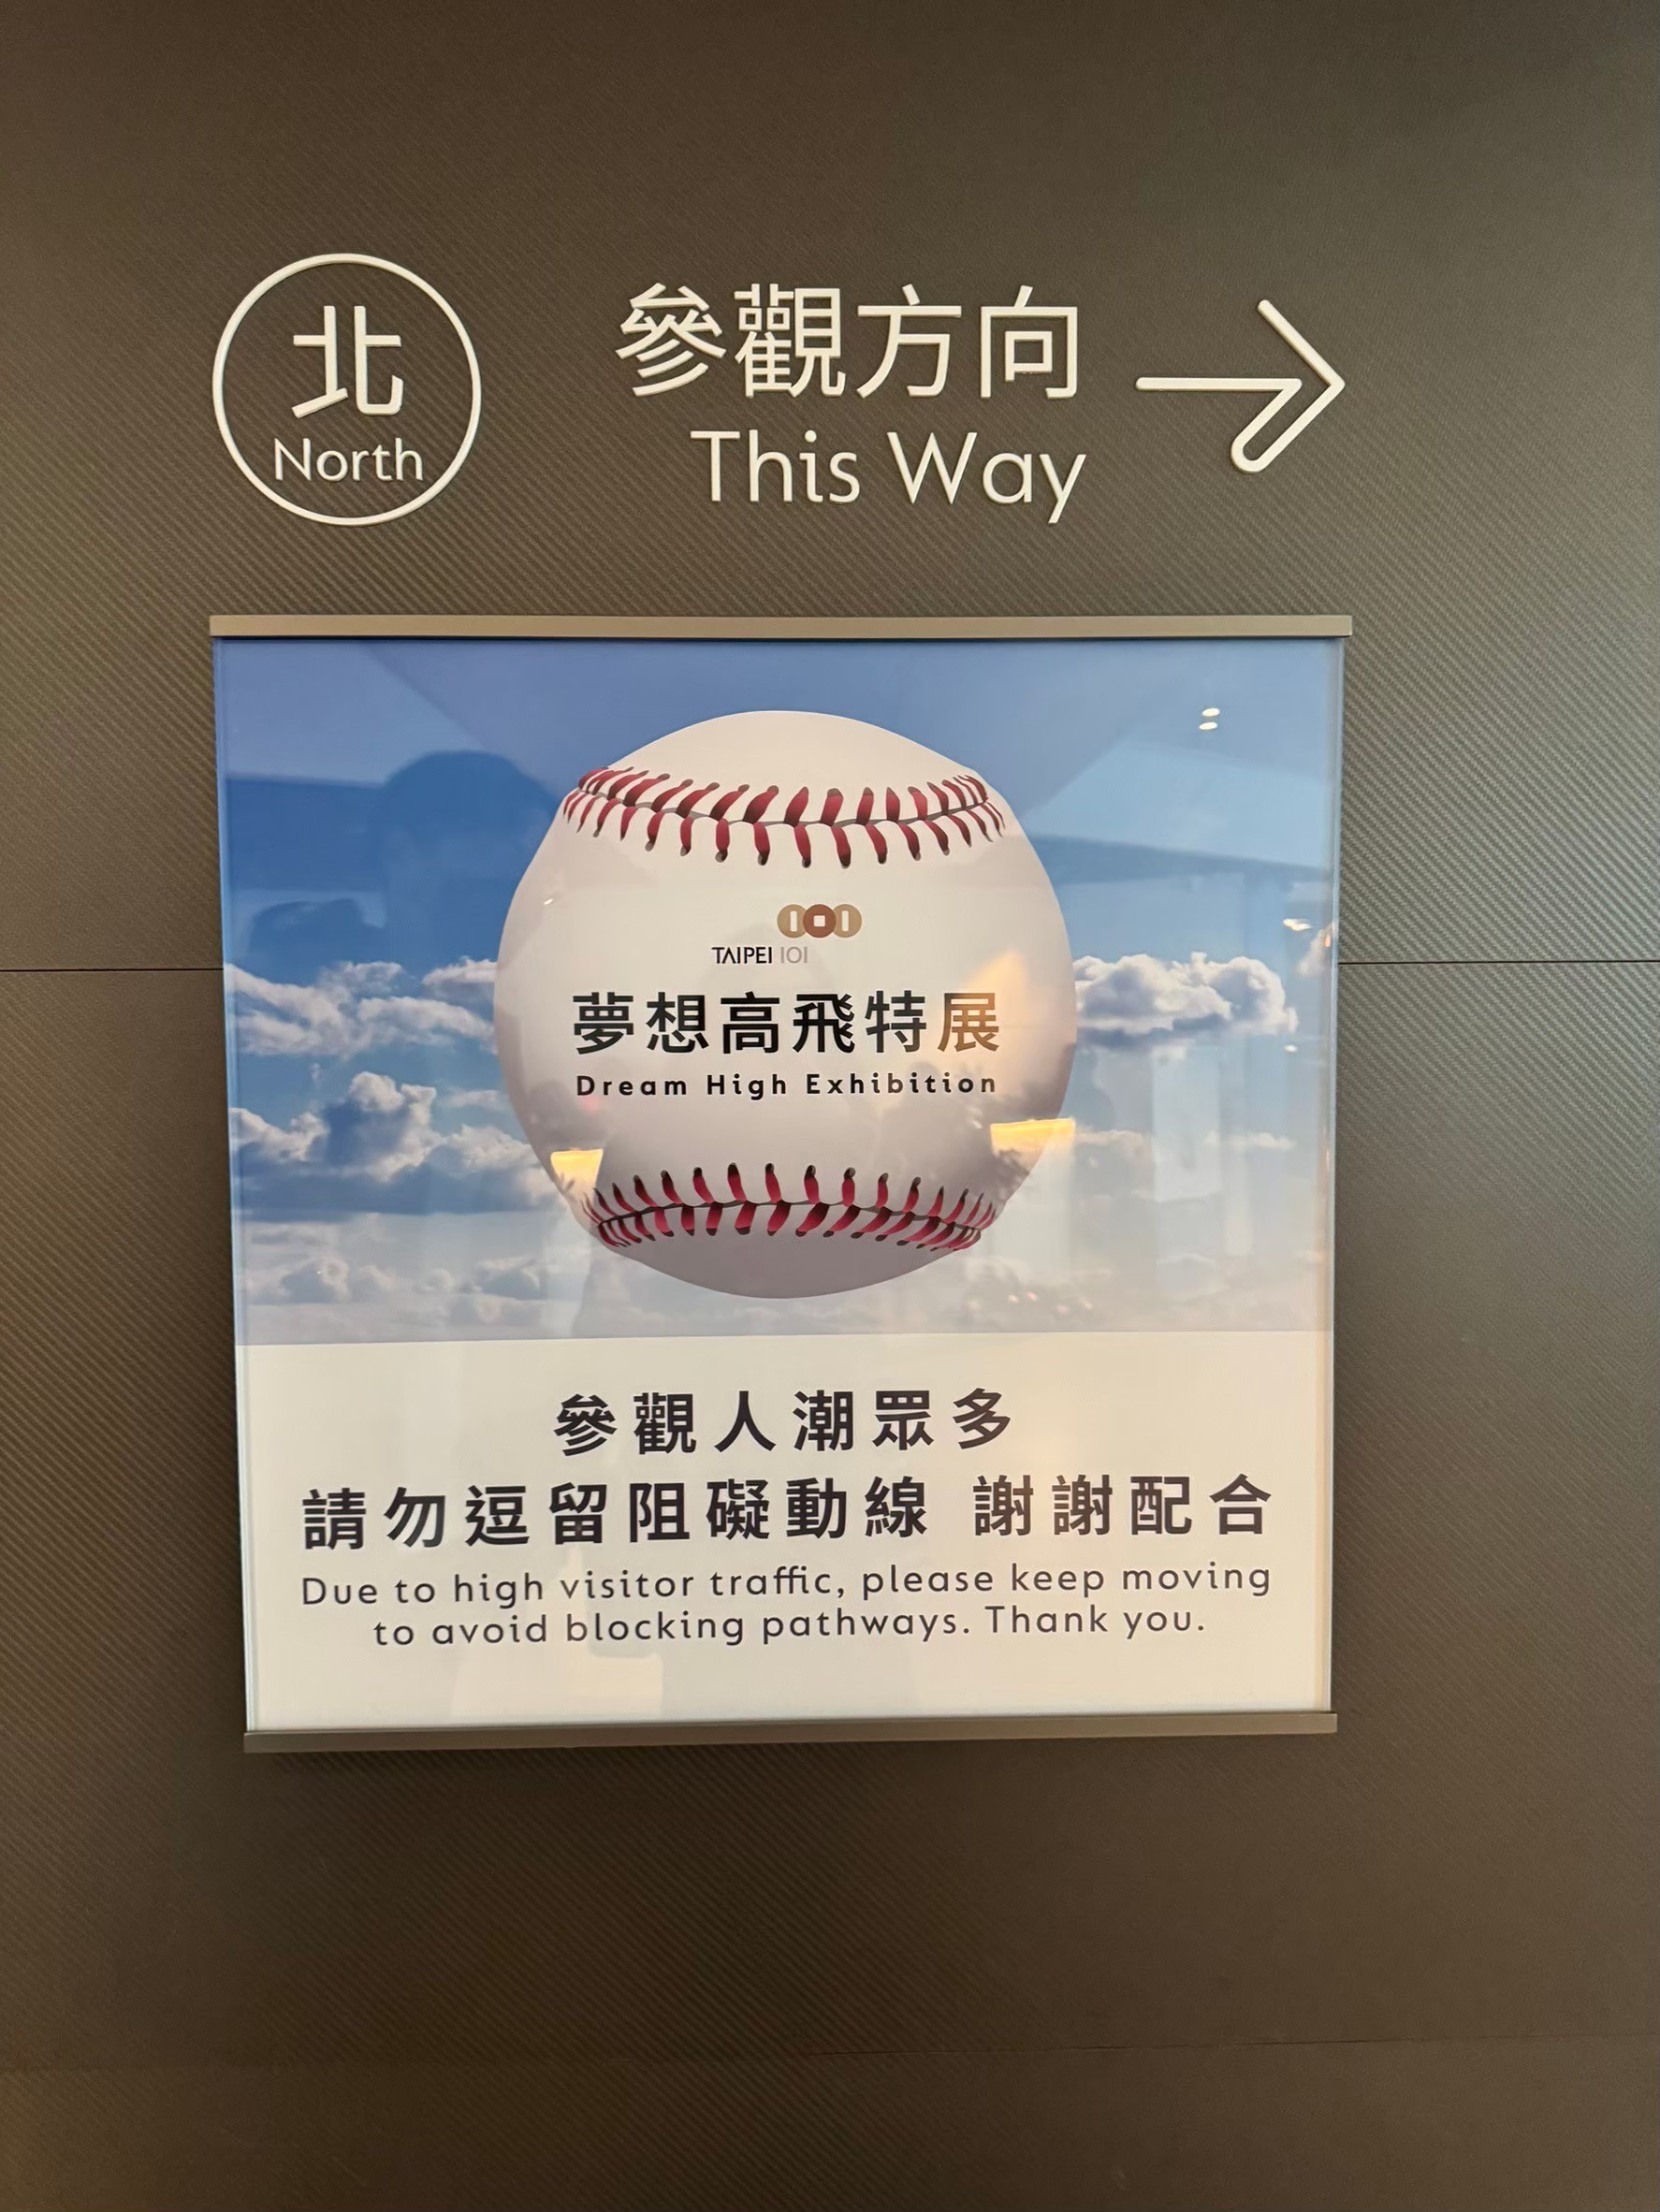 北
North
參觀方向
This Way
TAIPEI 101
夢想高飛特展
Dream High Exhibition
參觀人潮眾多
請勿逗留阻礙動線 謝謝配合
Due to high visitor traffic, please keep moving
to avoid blocking pathways. Thank you.